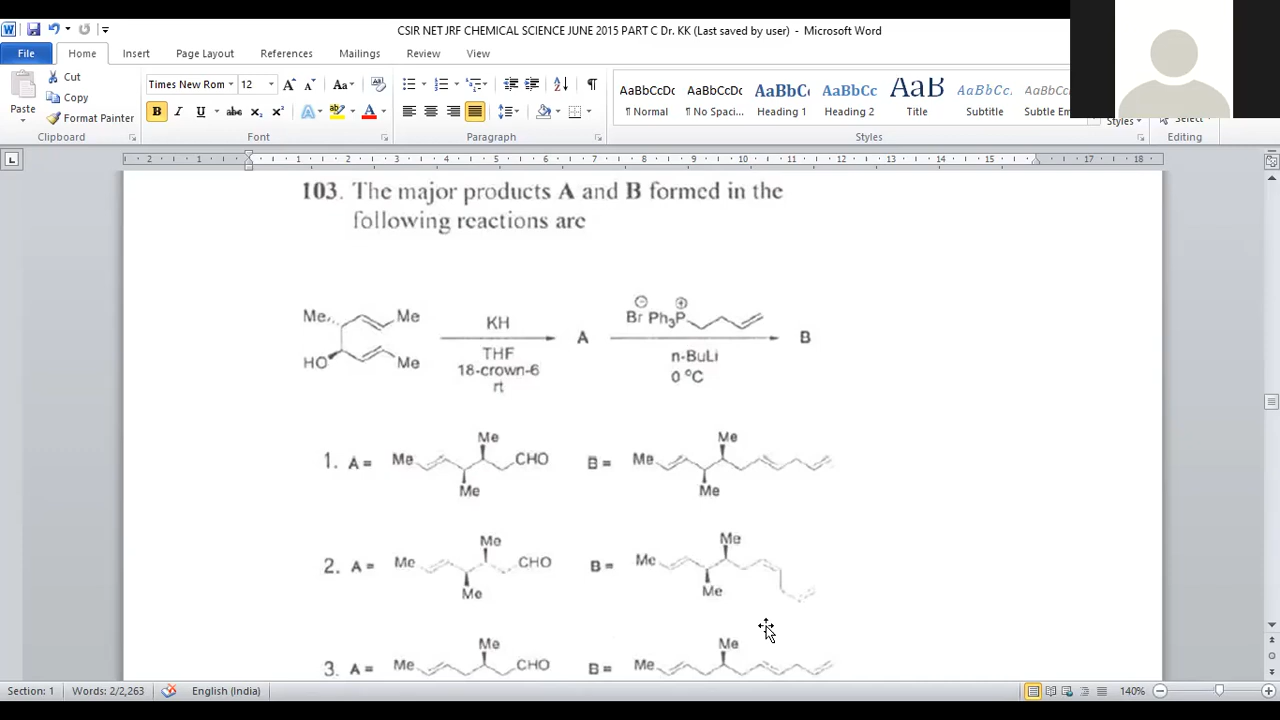 CSIR NET JRF CHEMICAL SCIENCE JUNE 2015 PART C Dr. KK (Last saved by user) - Microsoft Word
File Home Insert Page Layout References Mailings Review View
Paste
Cut
Copy
Format Painter
Clipboard
Times New Rom 12
Font
Paragraph
AaBbCcDc AaBbCcDc AaBbC AaBbCc AaB AaBbCc. AaBbCcDc
¶ Normal ¶ No Spaci... Heading 1 Heading 2 Title Subtitle Subtle Em...
Styles
Styles
Select
Editing
103. The major products A and B formed in the
following reactions are
Me Me
HO Me
KH
THF
18-crown-6
rt
A
Br Ph3P
n-BuLi
0 ºC
B
1. A = Me Me Me CHO B = Me Me Me
2. A = Me Me Me CHO B = Me Me Me
3. A = Me Me CHO B = Me Me
Section: 1 Words: 2/2,263 English (India) 140%